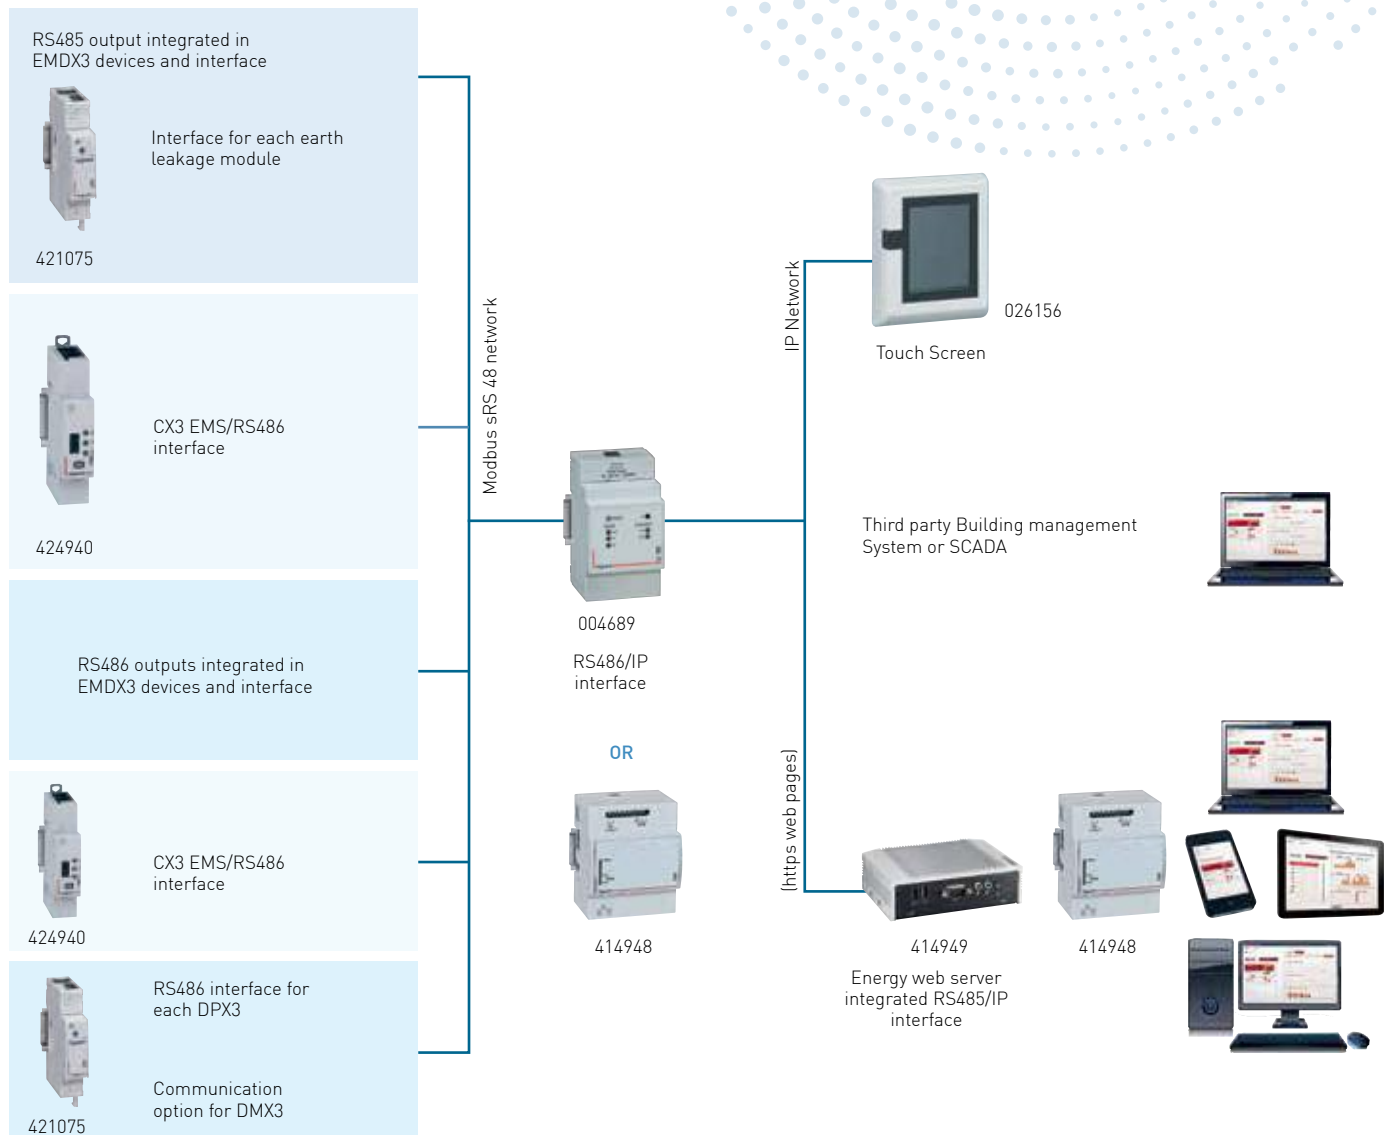 RS485 output integrated in
EMDX3 devices and interface
Interface for each earth
leakage module
421075
CX3 EMS/RS486
interface
424940
RS486 outputs integrated in
EMDX3 devices and interface
CX3 EMS/RS486
interface
424940
RS486 interface for
each DPX3
Communication
option for DMX3
421075
Modbus sRS 48 network
004689
RS486/IP
interface
OR
414948
IP Network
026156
Touch Screen
Third party Building management
System or SCADA
(https web pages)
414949
Energy web server
integrated RS485/IP
interface
414948